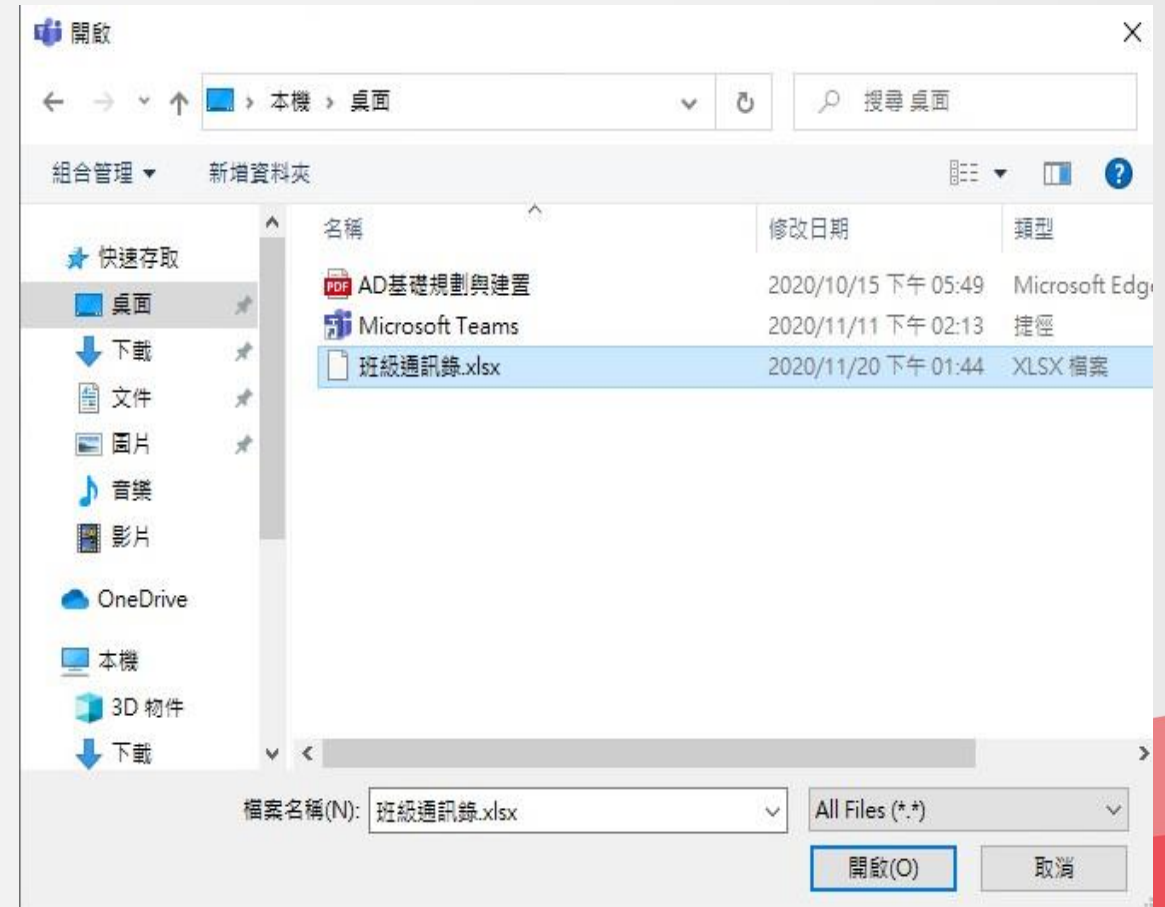 開啟
本機 › 桌面
搜尋 桌面
組合管理
新增資料夾
名稱 修改日期 類型
AD基礎規劃與建置 2020/10/15 下午 05:49 Microsoft Edg
Microsoft Teams 2020/11/11 下午 02:13 捷徑
班級通訊錄.xlsx 2020/11/20 下午 01:44 XLSX 檔案
快速存取
桌面
下載
文件
圖片
音樂
影片
OneDrive
本機
3D 物件
下載
檔案名稱(N): 班級通訊錄.xlsx All Files (*.*)
開啟(O) 取消